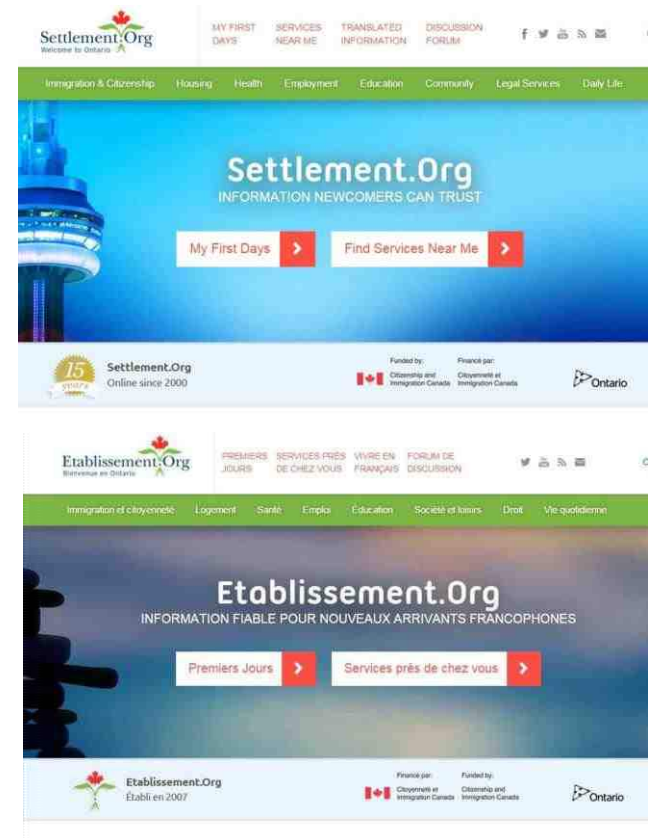 Settlement.Org
Welcome to Ontario
MY FIRST DAYS
SERVICES NEAR ME
TRANSLATED INFORMATION
DISCUSSION FORUM
Immigration & Citizenship Housing Health Employment Education Community Legal Services Daily Life
Settlement.Org
INFORMATION NEWCOMERS CAN TRUST
My First Days
Find Services Near Me
15 years
Settlement.Org
Online since 2000
Funded by:
Citizenship and
Immigration Canada
Financé par:
Citoyenneté et
Immigration Canada
Ontario
Etablissement.Org
Bienvenue en Ontario
PREMIERS JOURS
SERVICES PRÈS DE CHEZ VOUS
VIVRE EN FRANÇAIS
FORUM DE DISCUSSION
Immigration et citoyenneté Logement Santé Emploi Éducation Société et loisirs Droit Vie quotidienne
Etablissement.Org
INFORMATION FIABLE POUR NOUVEAUX ARRIVANTS FRANCOPHONES
Premiers Jours
Services près de chez vous
Etablissement.Org
Établi en 2007
Financé par:
Citoyenneté et
Immigration Canada
Funded by:
Citizenship and
Immigration Canada
Ontario